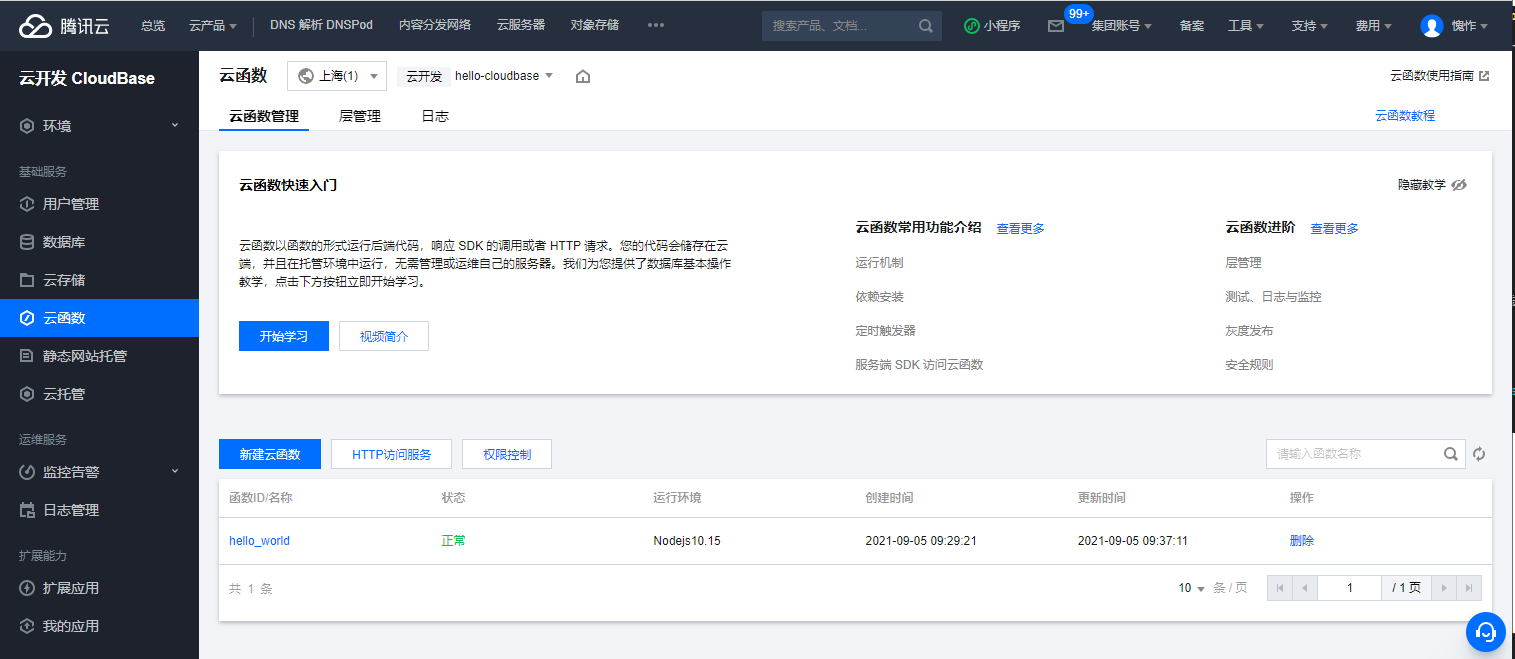 腾讯云 总览 云产品 DNS 解析 DNSPod 内容分发网络 云服务器 对象存储 ••• 搜索产品、文档... 小程序 99+ 集团账号 备案 工具 支持 费用 愧怍
云开发 CloudBase
云函数 上海(1) 云开发 hello-cloudbase 云函数使用指南
云函数管理 层管理 日志 云函数教程
环境
基础服务
用户管理
数据库
云存储
云函数
静态网站托管
云托管
运维服务
监控告警
日志管理
扩展能力
扩展应用
我的应用
云函数快速入门 隐藏教学
云函数以函数的形式运行后端代码，响应 SDK 的调用或者 HTTP 请求。您的代码会储存在云
端，并且在托管环境中运行，无需管理或运维自己的服务器。我们为您提供了数据库基本操作
教学，点击下方按钮立即开始学习。
开始学习 视频简介
云函数常用功能介绍 查看更多
运行机制
依赖安装
定时触发器
服务端 SDK 访问云函数
云函数进阶 查看更多
层管理
测试、日志与监控
灰度发布
安全规则
新建云函数 HTTP访问服务 权限控制 请输入函数名称
函数ID/名称 状态 运行环境 创建时间 更新时间 操作
hello_world 正常 Nodejs10.15 2021-09-05 09:29:21 2021-09-05 09:37:11 删除
共 1 条 10 条 / 页 1 / 1 页